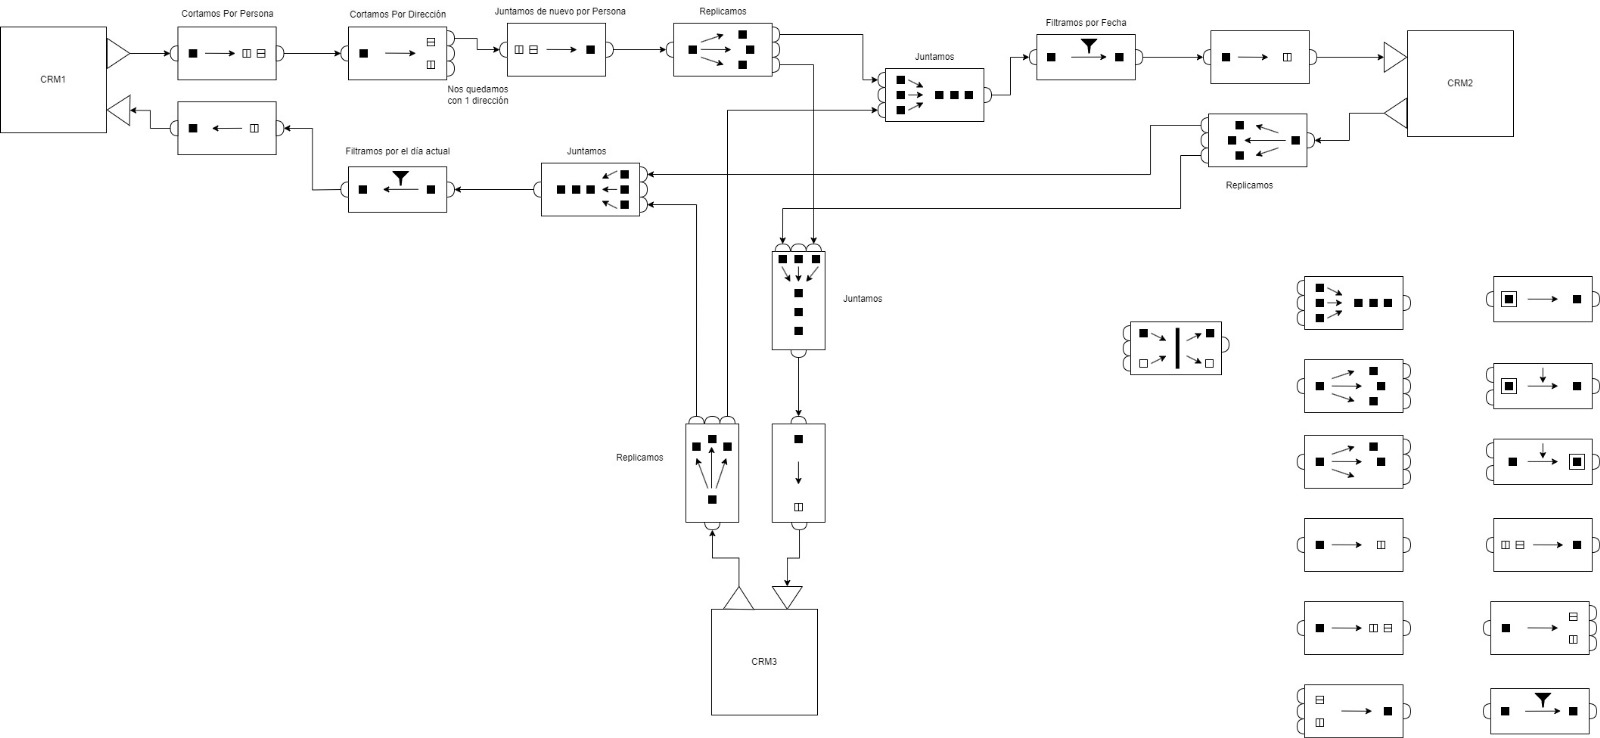 Cortamos Por Persona
Cortamos Por Dirección
Juntamos de nuevo por Persona
Replicamos
Filtramos por Fecha
Juntamos
CRM1
CRM2
Nos quedamos
con 1 dirección
Filtramos por el día actual
Juntamos
Replicamos
Juntamos
Replicamos
CRM3